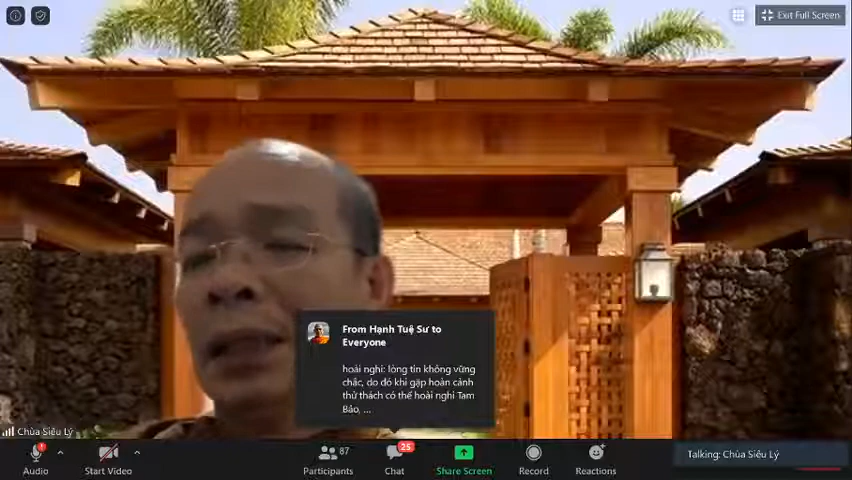 Exit Full Screen
From Hạnh Tuệ Sư to
Everyone
hoài nghi: lòng tin không vững
chắc, do đó khi gặp hoàn cảnh
thử thách có thể hoài nghi Tam
Bảo, ...
Chùa Siêu Lý
Audio
Start Video
87
Participants
25
Chat
Share Screen
Record
Reactions
Talking: Chùa Siêu Lý